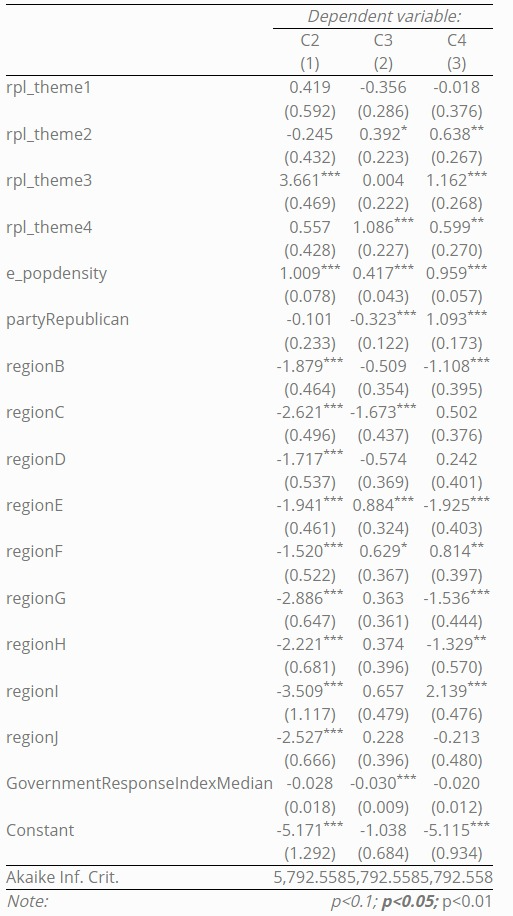 Dependent variable:
C2 C3 C4
(1) (2) (3)
rpl_theme1 0.419 -0.356 -0.018
(0.592) (0.286) (0.376)
rpl_theme2 -0.245 0.392* 0.638**
(0.432) (0.223) (0.267)
rpl_theme3 3.661*** 0.004 1.162***
(0.469) (0.222) (0.268)
rpl_theme4 0.557 1.086*** 0.599**
(0.428) (0.227) (0.270)
e_popdensity 1.009*** 0.417*** 0.959***
(0.078) (0.043) (0.057)
partyRepublican -0.101 -0.323*** 1.093***
(0.233) (0.122) (0.173)
regionB -1.879*** -0.509 -1.108***
(0.464) (0.354) (0.395)
regionC -2.621*** -1.673*** 0.502
(0.496) (0.437) (0.376)
regionD -1.717*** -0.574 0.242
(0.537) (0.369) (0.401)
regionE -1.941*** 0.884*** -1.925***
(0.461) (0.324) (0.403)
regionF -1.520*** 0.629* 0.814**
(0.522) (0.367) (0.397)
regionG -2.886*** 0.363 -1.536***
(0.647) (0.361) (0.444)
regionH -2.221*** 0.374 -1.329**
(0.681) (0.396) (0.570)
regionI -3.509*** 0.657 2.139***
(1.117) (0.479) (0.476)
regionJ -2.527*** 0.228 -0.213
(0.666) (0.396) (0.480)
GovernmentResponseIndexMedian -0.028 -0.030*** -0.020
(0.018) (0.009) (0.012)
Constant -5.171*** -1.038 -5.115***
(1.292) (0.684) (0.934)
Akaike Inf. Crit. 5,792.558 5,792.558 5,792.558
Note: p<0.1; p<0.05; p<0.01